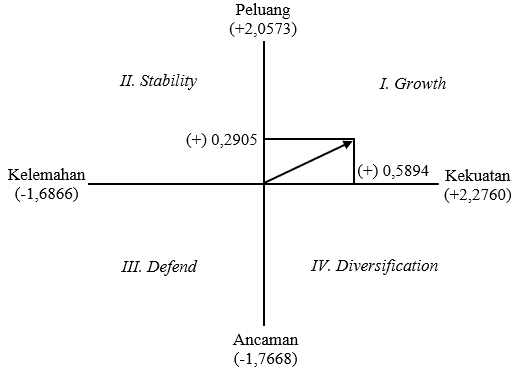 Peluang
(+2,0573)
II. Stability
I. Growth
(+) 0,2905
Kelemahan
(-1,6866)
(+) 0,5894
Kekuatan
(+2,2760)
III. Defend
IV. Diversification
Ancaman
(-1,7668)